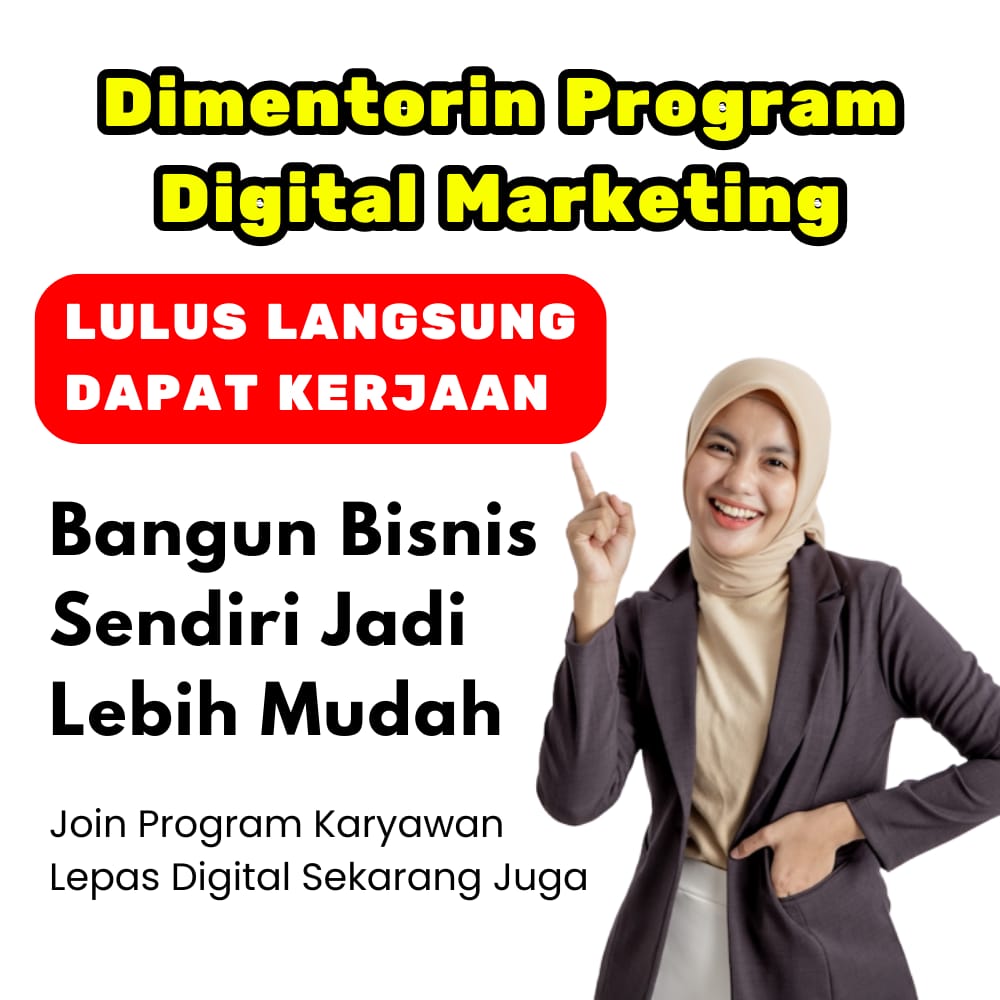 Dimentorin Program
Digital Marketing
LULUS LANGSUNG
DAPAT KERJAAN
Bangun Bisnis
Sendiri Jadi
Lebih Mudah
Join Program Karyawan
Lepas Digital Sekarang Juga